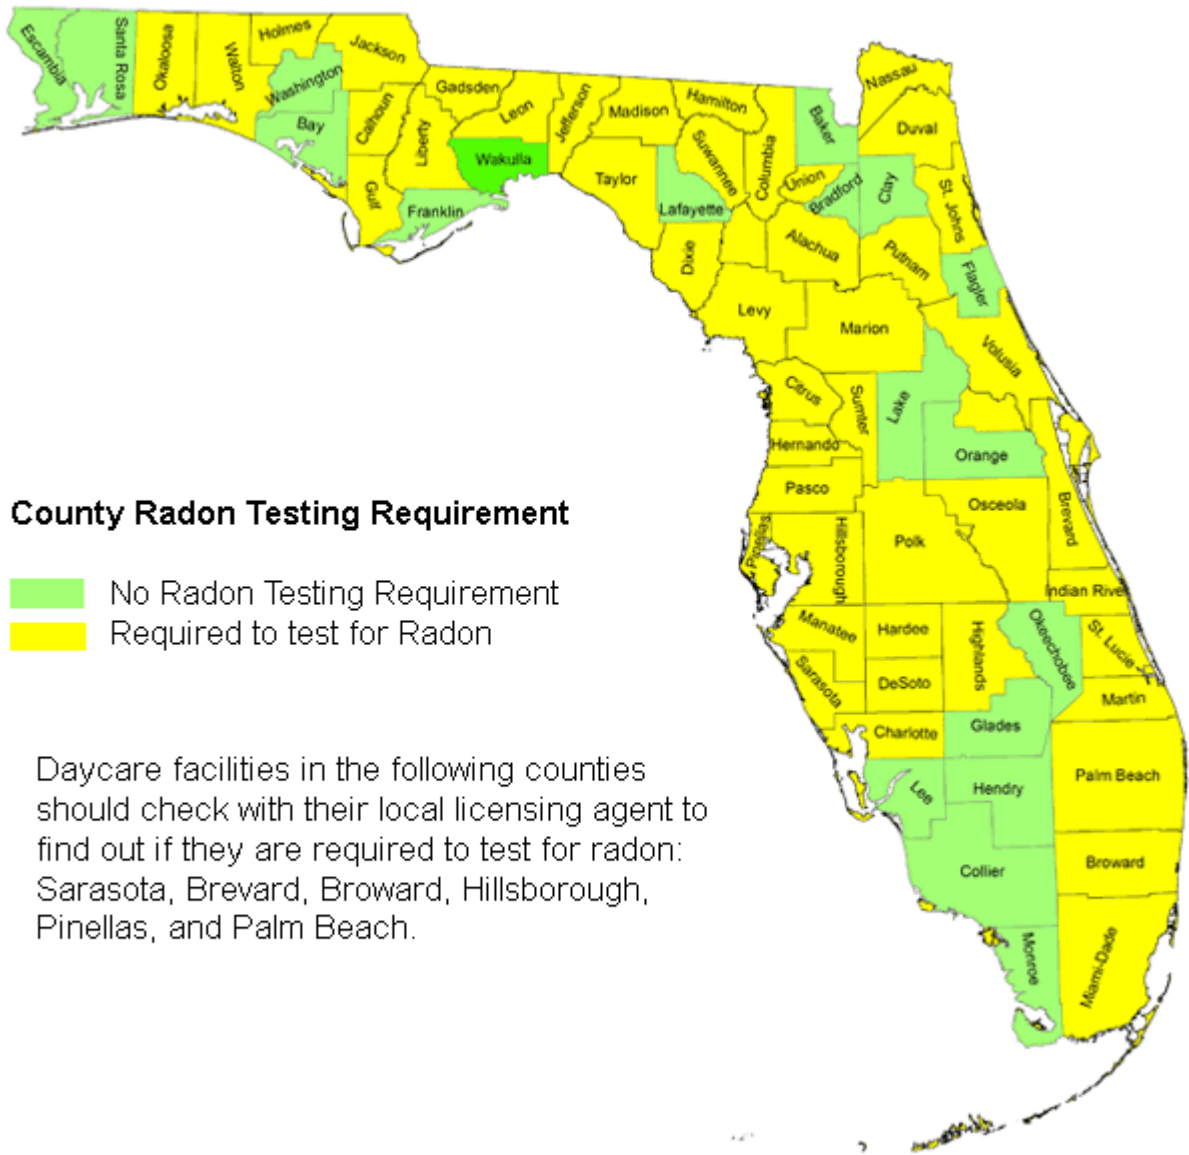 Escambia
Santa Rosa
Okaloosa
Walton
Holmes
Jackson
Washington
Bay
Calhoun
Gulf
Liberty
Gadsden
Leon
Wakulla
Franklin
Jefferson
Madison
Taylor
Hamilton
Suwannee
Lafayette
Dixie
Columbia
Baker
Union
Bradford
Nassau
Duval
Clay
St. Johns
Alachua
Putnam
Flagler
Levy
Marion
Volusia
Citrus
Sumter
Lake
Hernando
Orange
Pasco
Osceola
Brevard
Pinellas
Hillsborough
Polk
Indian River
Manatee
Hardee
Highlands
Okeechobee
St. Lucie
Sarasota
DeSoto
Martin
Charlotte
Glades
Lee
Hendry
Palm Beach
Collier
Broward
Monroe
Miami-Dade
County Radon Testing Requirement
No Radon Testing Requirement
Required to test for Radon
Daycare facilities in the following counties
should check with their local licensing agent to
find out if they are required to test for radon:
Sarasota, Brevard, Broward, Hillsborough,
Pinellas, and Palm Beach.